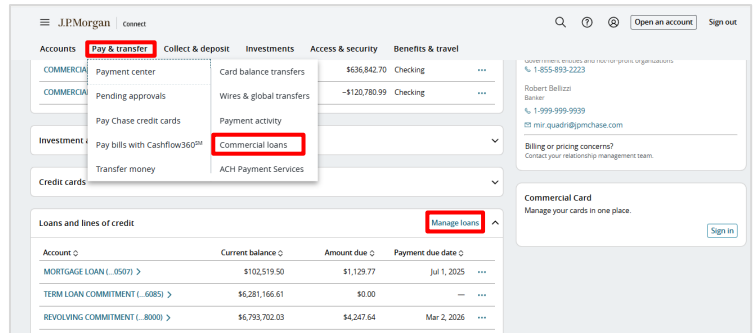 J.P.Morgan | Connect
Open an account Sign out
Accounts Pay & transfer Collect & deposit Investments Access & security Benefits & travel
COMMERCIA $636,842.70 Checking ...
COMMERCIA -$120,780.99 Checking ...
Payment center Card balance transfers
Pending approvals Wires & global transfers
Pay Chase credit cards Payment activity
Pay bills with Cashflow360℠ Commercial loans
Transfer money ACH Payment Services
Investment a
Credit cards
Loans and lines of credit Manage loans
Account Current balance Amount due Payment due date
MORTGAGE LOAN (...0507) > $102,519.50 $1,129.77 Jul 1, 2025 ...
TERM LOAN COMMITMENT (...6085) > $6,281,166.61 $0.00 — ...
REVOLVING COMMITMENT (...8000) > $6,793,702.03 $4,247.64 Mar 2, 2026 ...
Government entities and not-for-profit organizations
1-855-893-2223
Robert Bellizzi
Banker
1-999-999-9939
mir.quadri@jpmchase.com
Billing or pricing concerns?
Contact your relationship management team.
Commercial Card
Manage your cards in one place.
Sign in